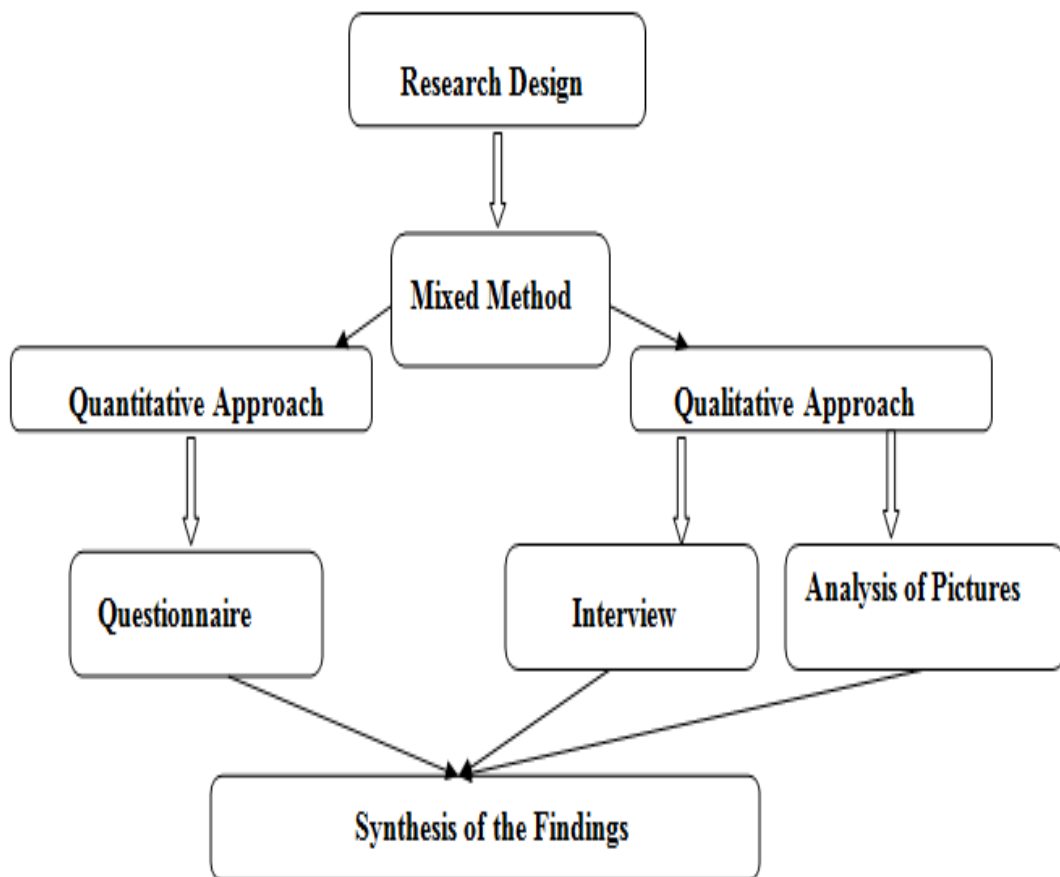 Research Design
Mixed Method
Quantitative Approach
Qualitative Approach
Questionnaire
Interview
Analysis of Pictures
Synthesis of the Findings